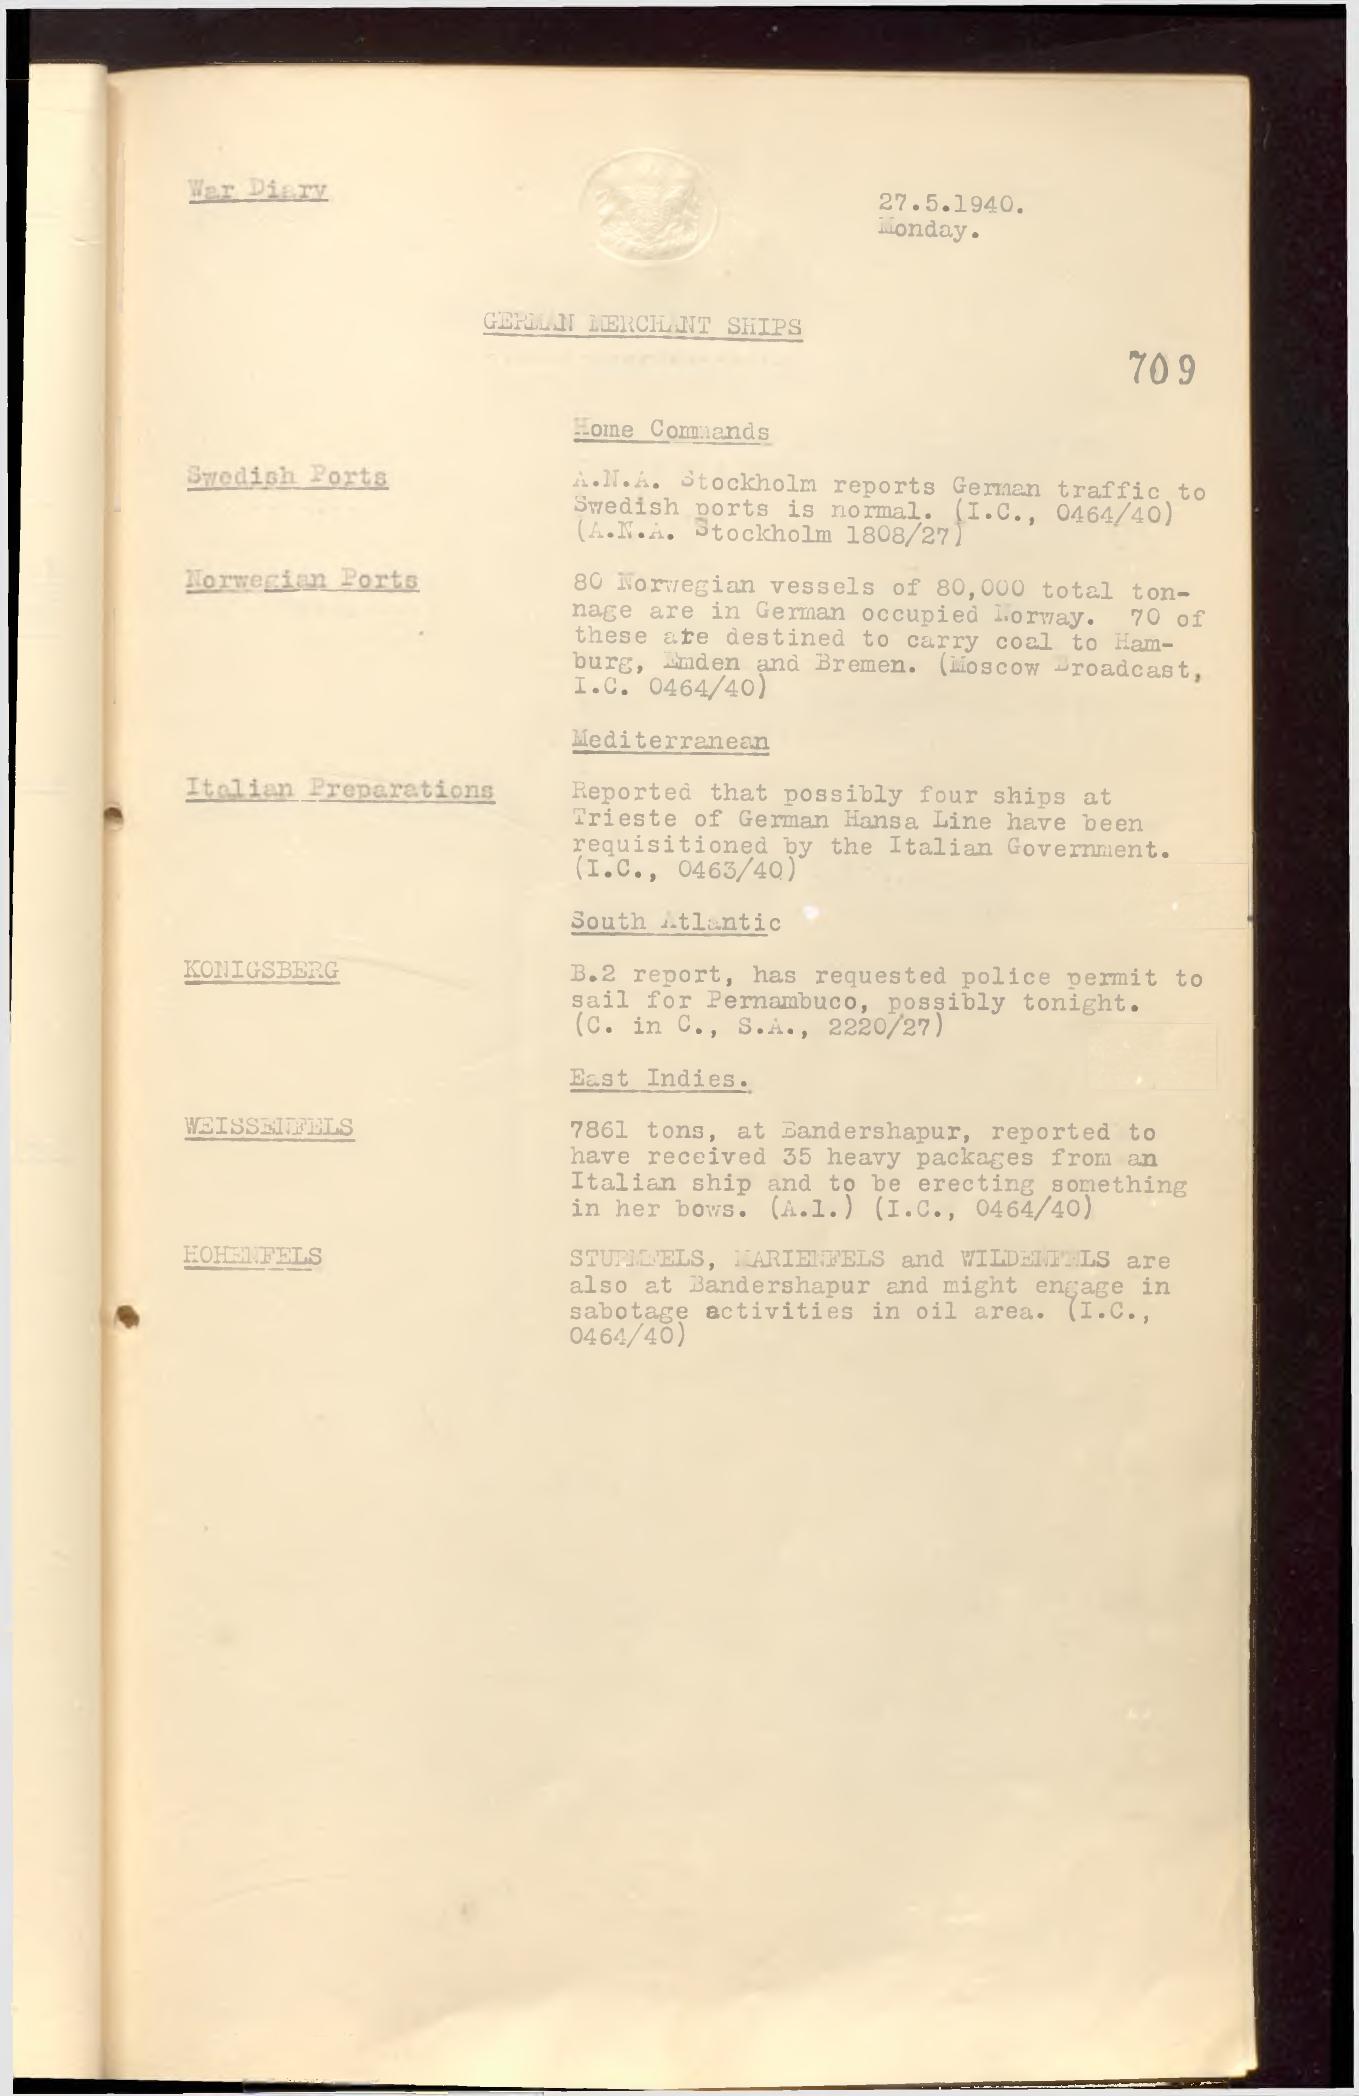 War Diary
27.5.1940.
Monday.
GERMAN MERCHANT SHIPS
709
Home Commands
Swedish Ports
A.N.A. Stockholm reports German traffic to
Swedish ports is normal. (I.C., 0464/40)
(A.N.A. Stockholm 1808/27)
Norwegian Ports
80 Norwegian vessels of 80,000 total ton-
nage are in German occupied Norway. 70 of
these are destined to carry coal to Ham-
burg, Emden and Bremen. (Moscow Broadcast,
I.C. 0464/40)
Mediterranean
Italian Preparations
Reported that possibly four ships at
Trieste of German Hansa Line have been
requisitioned by the Italian Government.
(I.C., 0463/40)
South Atlantic
KONIGSBERG
B.2 report, has requested police permit to
sail for Pernambuco, possibly tonight.
(C. in C., S.A., 2220/27)
East Indies.
WEISSENFELS
7861 tons, at Bandershapur, reported to
have received 35 heavy packages from an
Italian ship and to be erecting something
in her bows. (A.1.) (I.C., 0464/40)
HOHENFELS
STURMFELS, MARIENFELS and WILDENFELS are
also at Bandershapur and might engage in
sabotage activities in oil area. (I.C.,
0464/40)